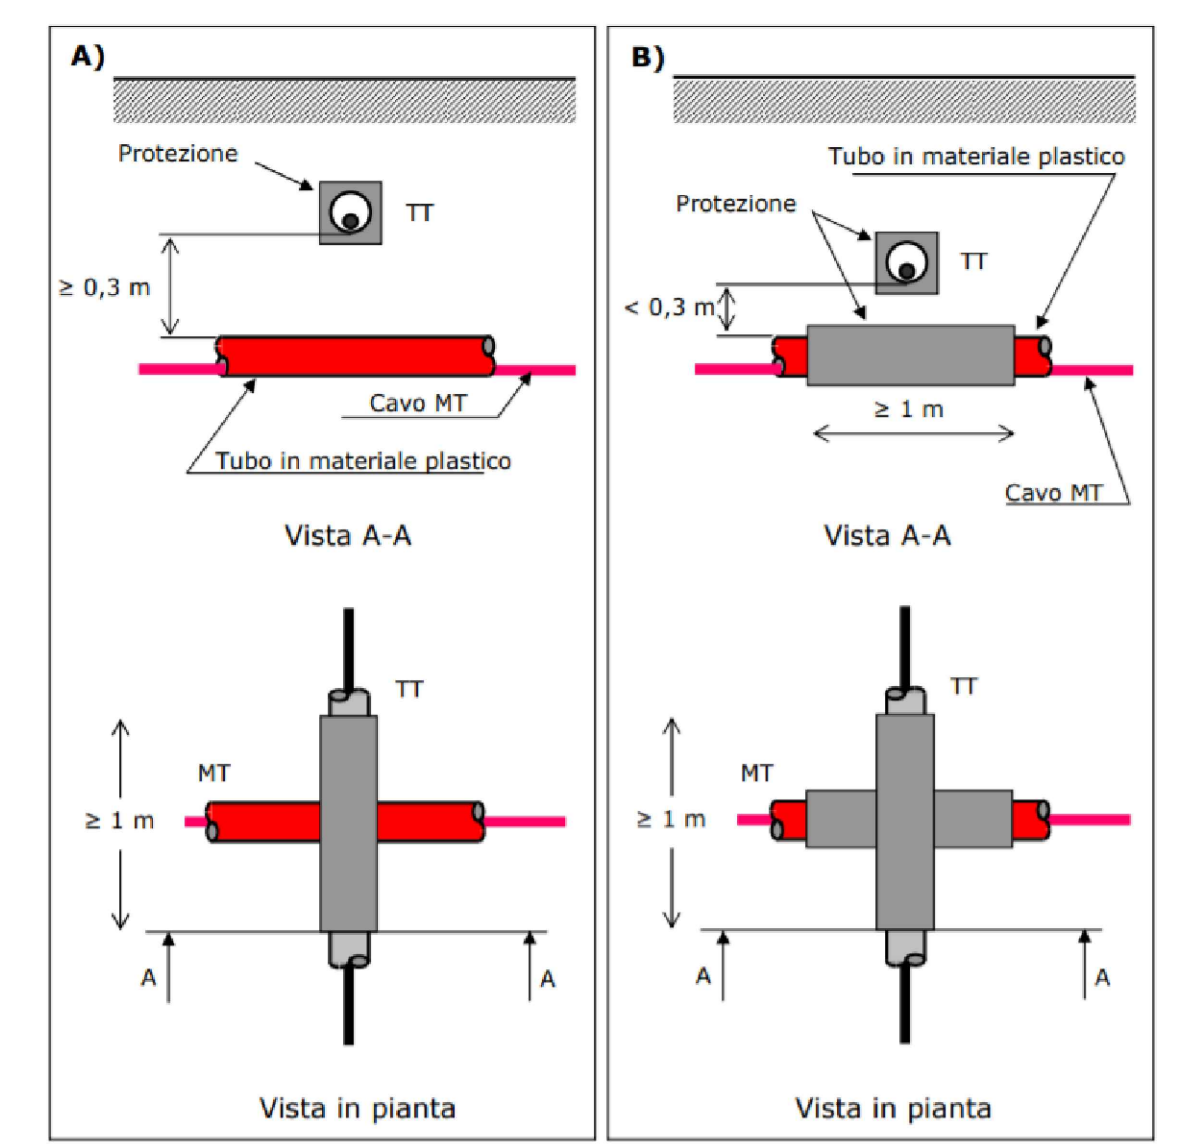 A)
Protezione
TT
≥ 0,3 m
Cavo MT
Tubo in materiale plastico
Vista A-A
TT
MT
≥ 1 m
A
A
Vista in pianta
B)
Tubo in materiale plastico
Protezione
TT
< 0,3 m
≥ 1 m
Cavo MT
Vista A-A
TT
MT
≥ 1 m
A
A
Vista in pianta